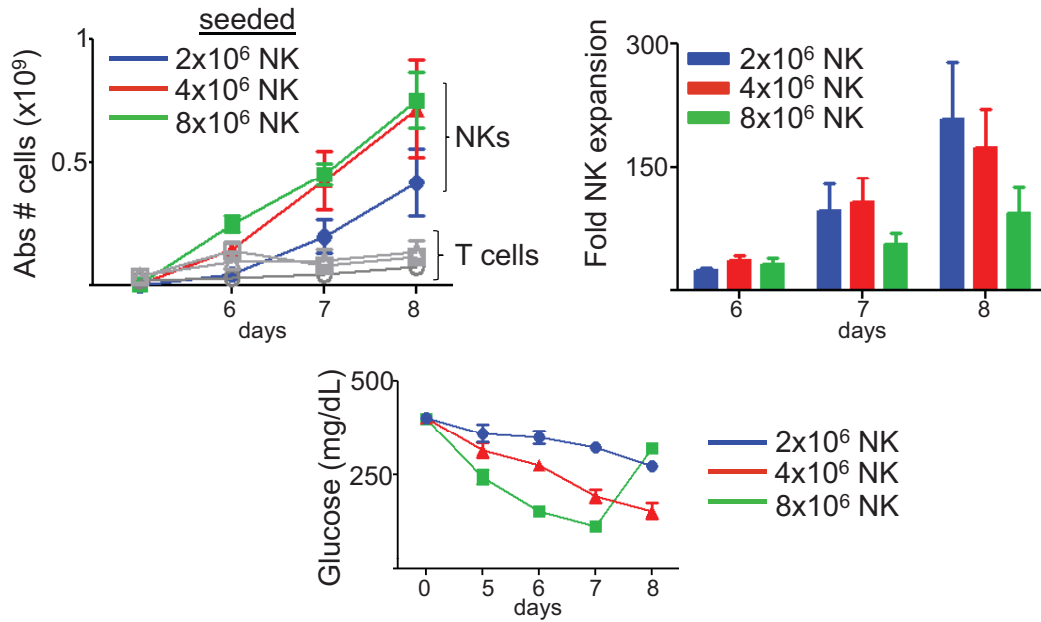 seeded
2x10⁶ NK
4x10⁶ NK
8x10⁶ NK
Abs # cells (x10⁹)
1
0.5
0
NKs
T cells
6 7 8
days
Fold NK expansion
300
150
2x10⁶ NK
4x10⁶ NK
8x10⁶ NK
6 7 8
days
Glucose (mg/dL)
500
250
0 5 6 7 8
days
2x10⁶ NK
4x10⁶ NK
8x10⁶ NK